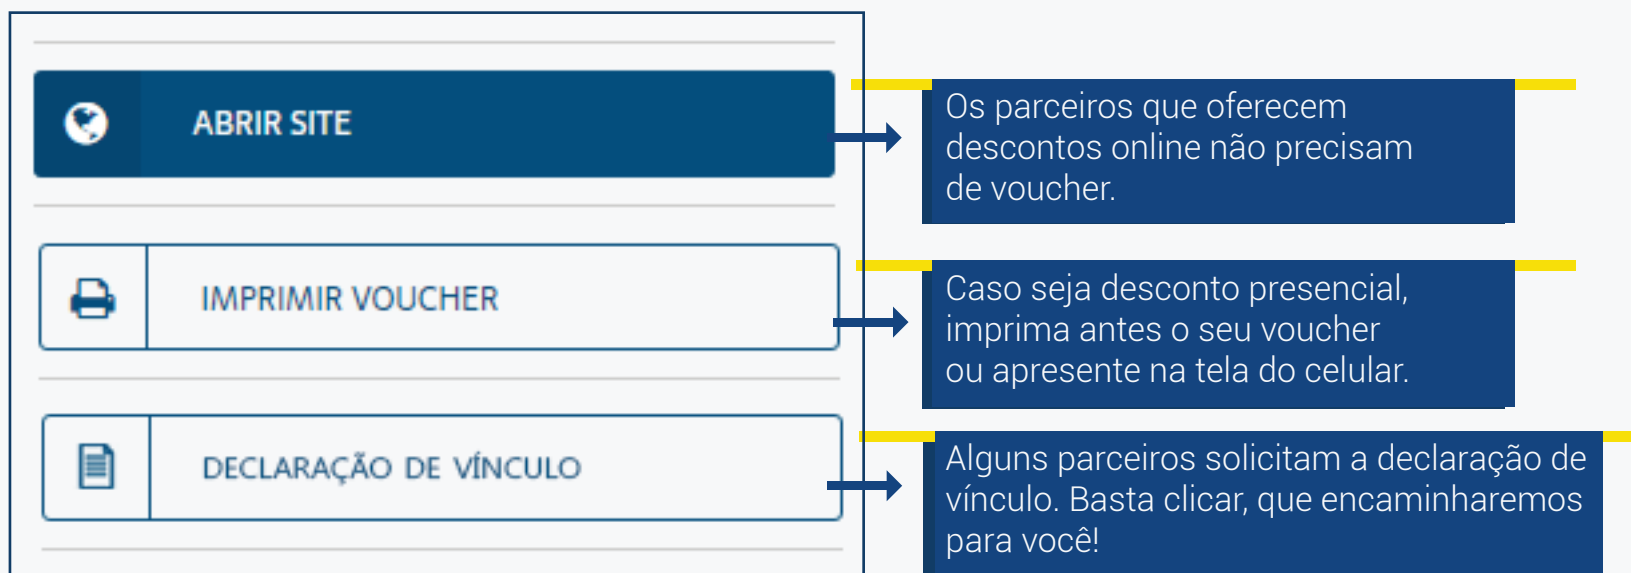 ABRIR SITE
Os parceiros que oferecem
descontos online não precisam
de voucher.
IMPRIMIR VOUCHER
Caso seja desconto presencial,
imprima antes o seu voucher
ou apresente na tela do celular.
DECLARAÇÃO DE VÍNCULO
Alguns parceiros solicitam a declaração de
vínculo. Basta clicar, que encaminharemos
para você!